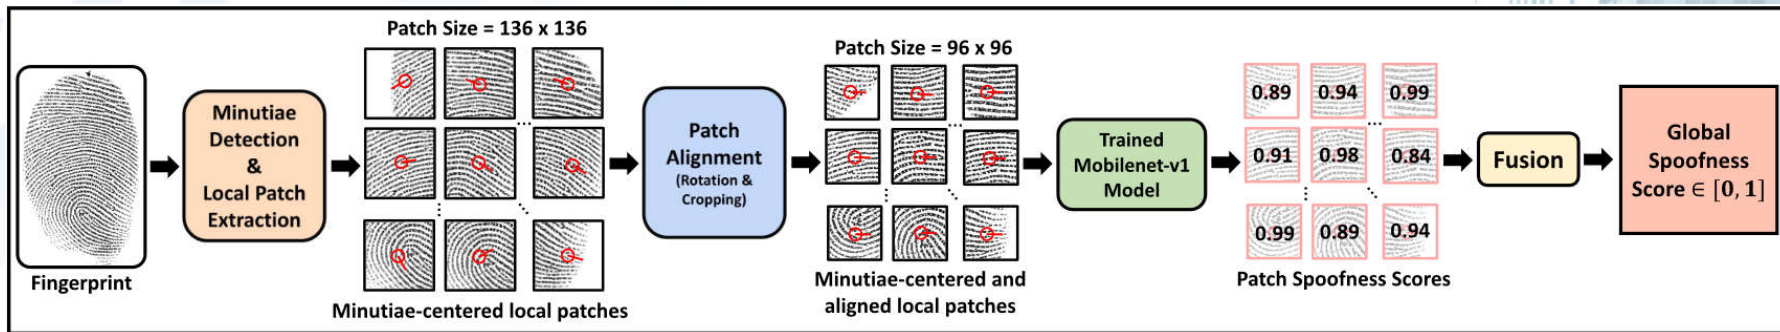 Fingerprint
Minutiae
Detection
&
Local Patch
Extraction
Patch Size = 136 x 136
...
Minutiae-centered local patches
Patch
Alignment
(Rotation &
Cropping)
Patch Size = 96 x 96
...
Minutiae-centered and
aligned local patches
Trained
Mobilenet-v1
Model
0.89 0.94 0.99
...
0.91 0.98 0.84
0.99 0.89 0.94
Patch Spoofness Scores
Fusion
Global
Spoofness
Score ∈ [0, 1]